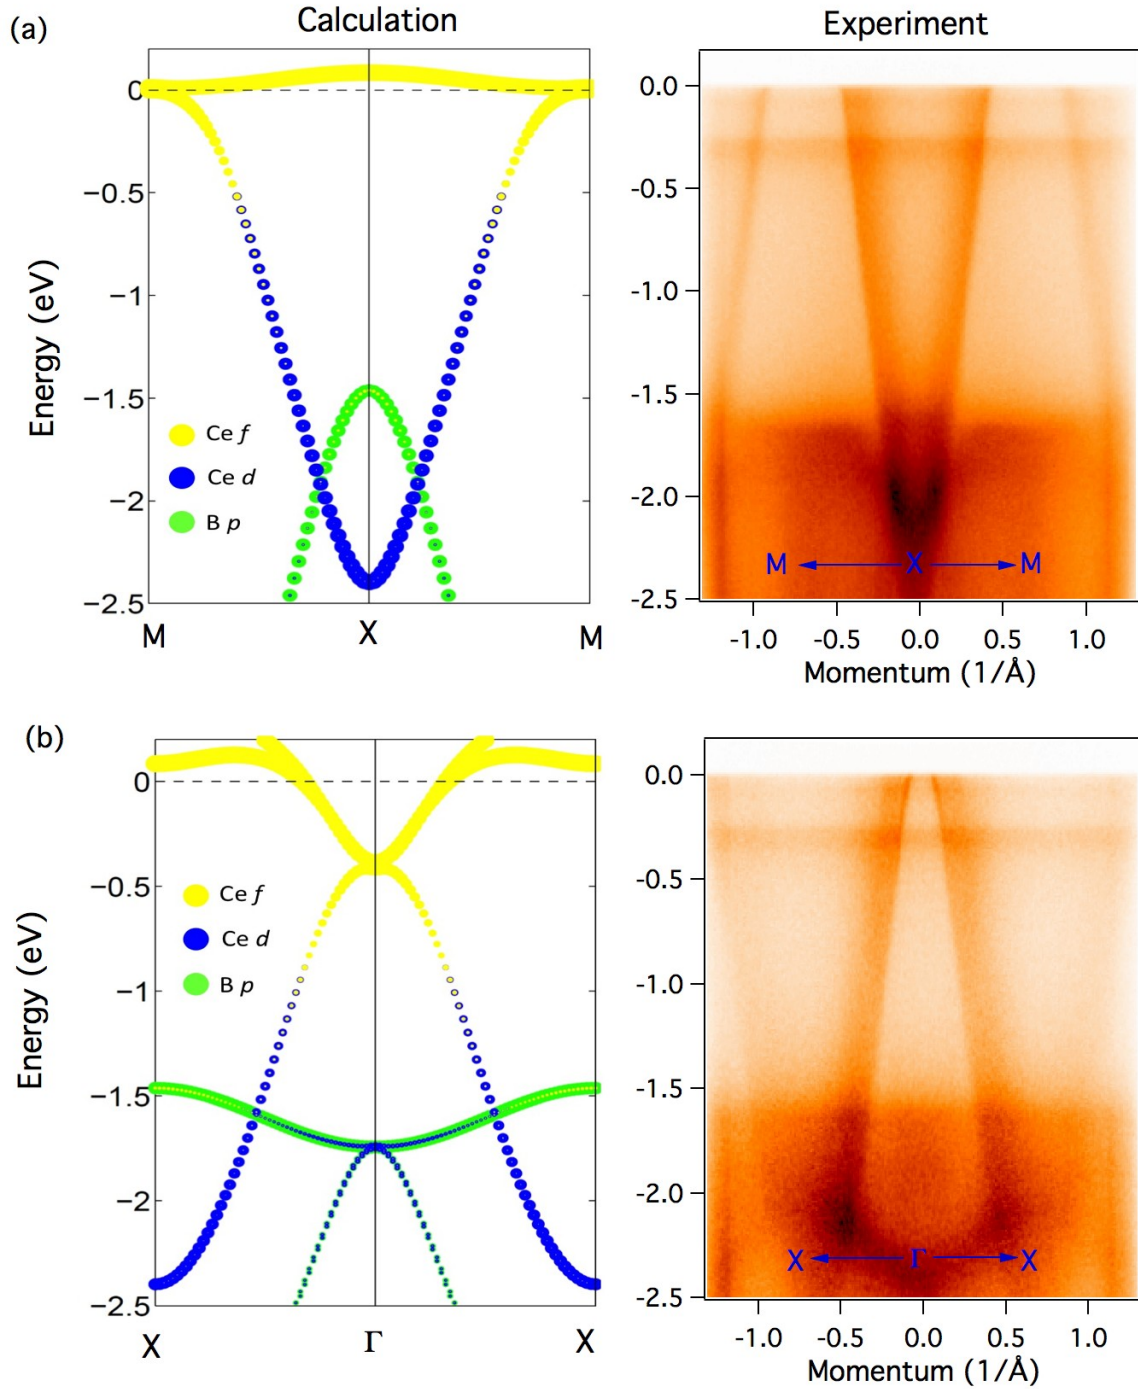 (a)
Calculation
Experiment
Energy (eV)
0
−0.5
−1
−1.5
−2
−2.5
Ce f
Ce d
B p
M
X
M
0.0
-0.5
-1.0
-1.5
-2.0
-2.5
M
X
M
-1.0
-0.5
0.0
0.5
1.0
Momentum (1/Å)
(b)
Energy (eV)
0
−0.5
−1
−1.5
−2
−2.5
Ce f
Ce d
B p
X
Γ
X
0.0
-0.5
-1.0
-1.5
-2.0
-2.5
X
Γ
X
-1.0
-0.5
0.0
0.5
1.0
Momentum (1/Å)